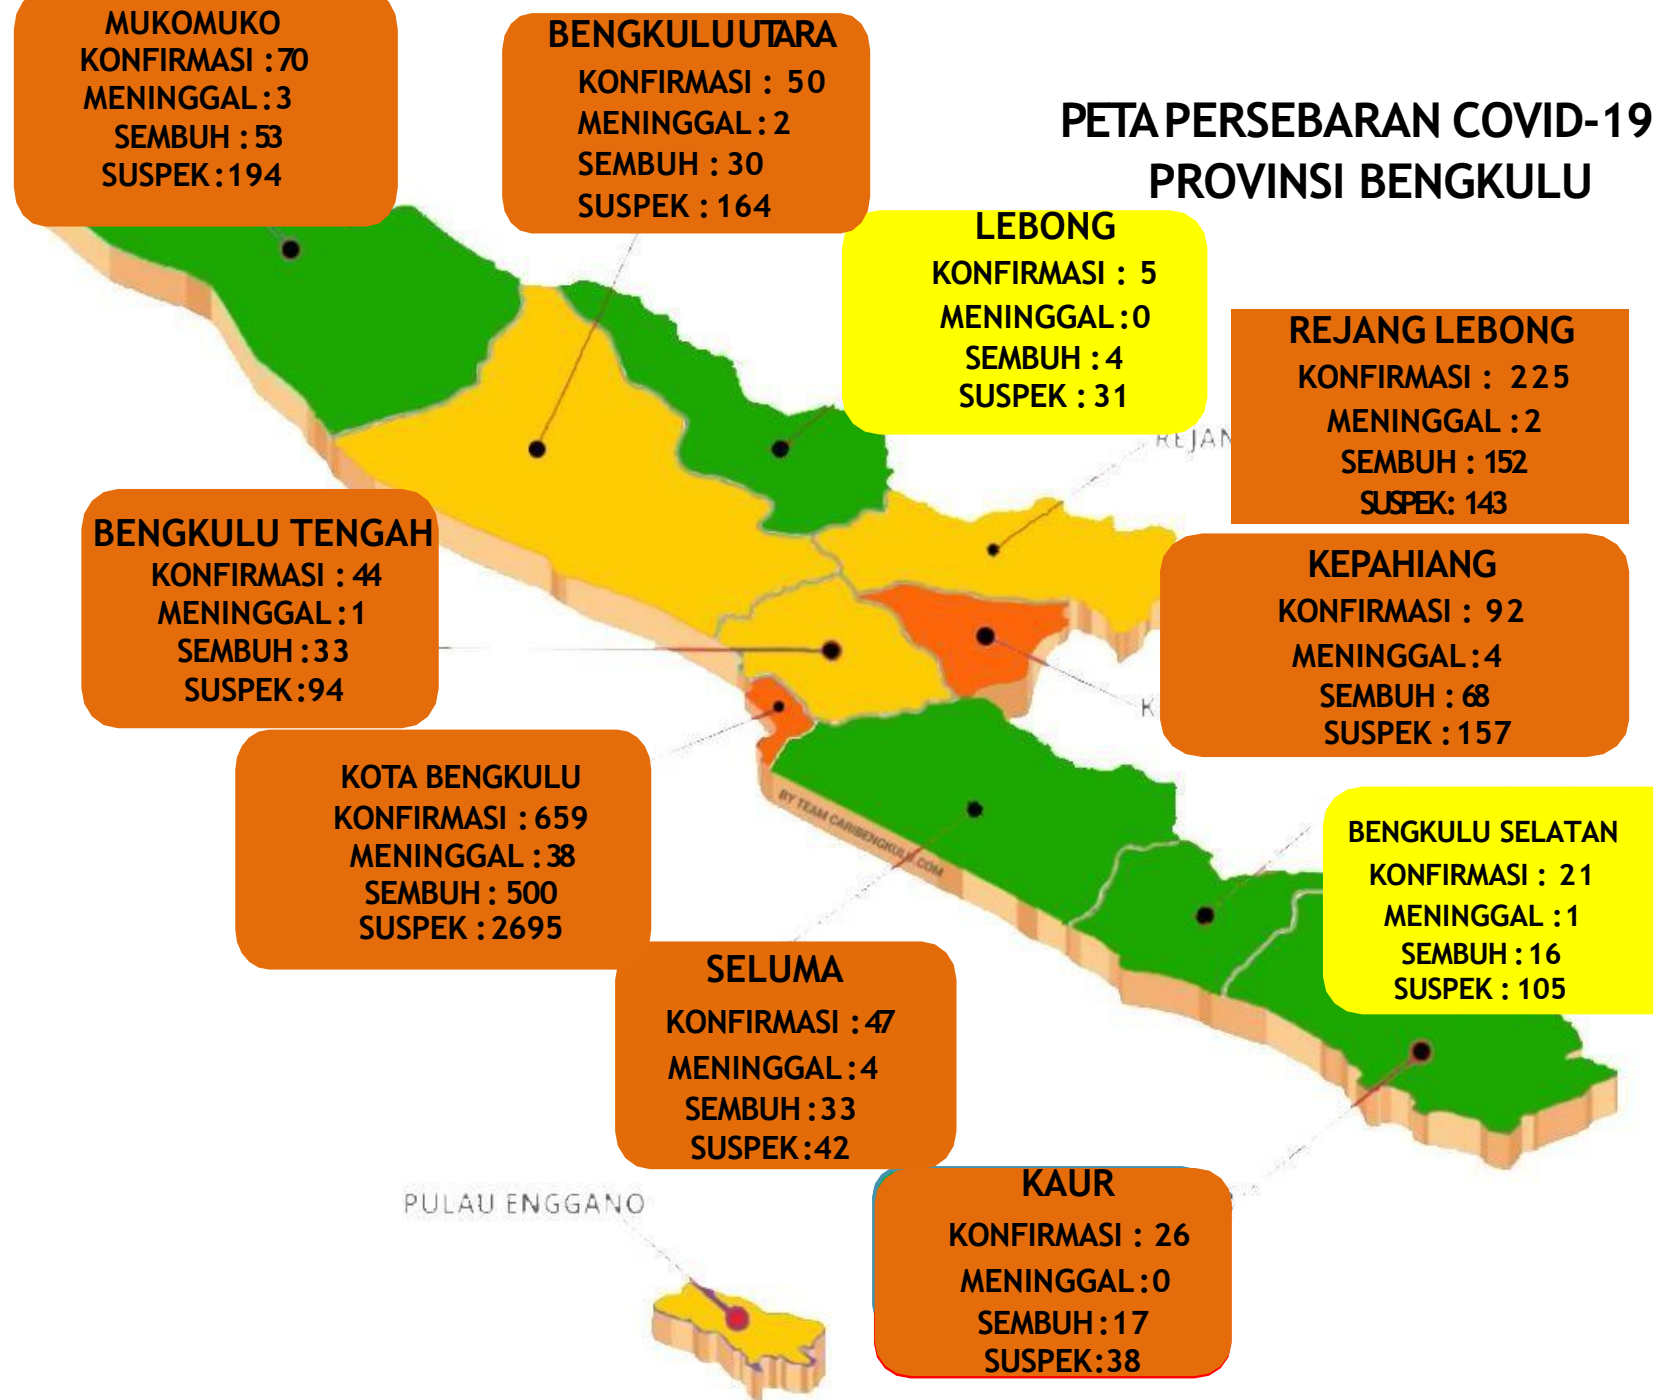 MUKOMUKO
KONFIRMASI : 70
MENINGGAL : 3
SEMBUH : 53
SUSPEK : 194
BENGKULU UTARA
KONFIRMASI : 50
MENINGGAL : 2
SEMBUH : 30
SUSPEK : 164
PETA PERSEBARAN COVID-19
PROVINSI BENGKULU
LEBONG
KONFIRMASI : 5
MENINGGAL : 0
SEMBUH : 4
SUSPEK : 31
REJANG LEBONG
KONFIRMASI : 225
MENINGGAL : 2
SEMBUH : 152
SUSPEK : 143
REJAN
BENGKULU TENGAH
KONFIRMASI : 44
MENINGGAL : 1
SEMBUH : 33
SUSPEK : 94
KEPAHIANG
KONFIRMASI : 92
MENINGGAL : 4
SEMBUH : 68
SUSPEK : 157
K
KOTA BENGKULU
KONFIRMASI : 659
MENINGGAL : 38
SEMBUH : 500
SUSPEK : 2695
BY TEAM CARIBENGKULU.COM
BENGKULU SELATAN
KONFIRMASI : 21
MENINGGAL : 1
SEMBUH : 16
SUSPEK : 105
SELUMA
KONFIRMASI : 47
MENINGGAL : 4
SEMBUH : 33
SUSPEK : 42
KAUR
KONFIRMASI : 26
MENINGGAL : 0
SEMBUH : 17
SUSPEK : 38
PULAU ENGGANO